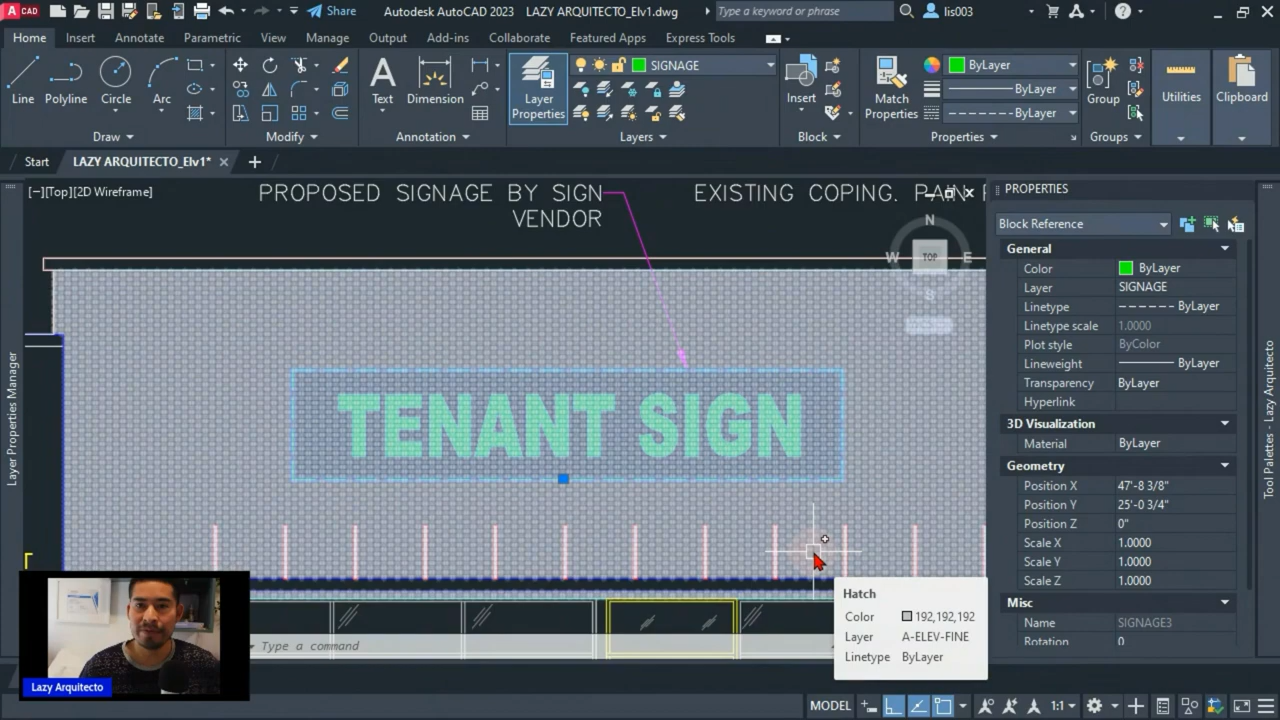 CAD
Share
Autodesk AutoCAD 2023
LAZY ARQUITECTO_Elv1.dwg
Type a keyword or phrase
lis003
Home
Insert
Annotate
Parametric
View
Manage
Output
Add-ins
Collaborate
Featured Apps
Express Tools
SIGNAGE
ByLayer
ByLayer
ByLayer
Line
Polyline
Circle
Arc
Text
Dimension
Layer
Properties
Insert
Match
Properties
Group
Utilities
Clipboard
Draw
Modify
Annotation
Layers
Block
Properties
Groups
Start
LAZY ARQUITECTO_Elv1*
[−][Top][2D Wireframe]
PROPOSED SIGNAGE BY SIGN
VENDOR
EXISTING COPING.
N
W
TOP
E
S
TENANT SIGN
Layer Properties Manager
Tool Palettes - Lazy Arquitecto
PROPERTIES
Block Reference
General
Color ByLayer
Layer SIGNAGE
Linetype ByLayer
Linetype scale 1.0000
Plot style ByColor
Lineweight ByLayer
Transparency ByLayer
Hyperlink
3D Visualization
Material ByLayer
Geometry
Position X 47'-8 3/8"
Position Y 25'-0 3/4"
Position Z 0"
Scale X 1.0000
Scale Y 1.0000
Scale Z 1.0000
Misc
Name SIGNAGE3
Rotation 0
Hatch
Color 192,192,192
Layer A-ELEV-FINE
Linetype ByLayer
Type a command
Lazy Arquitecto
MODEL
1:1